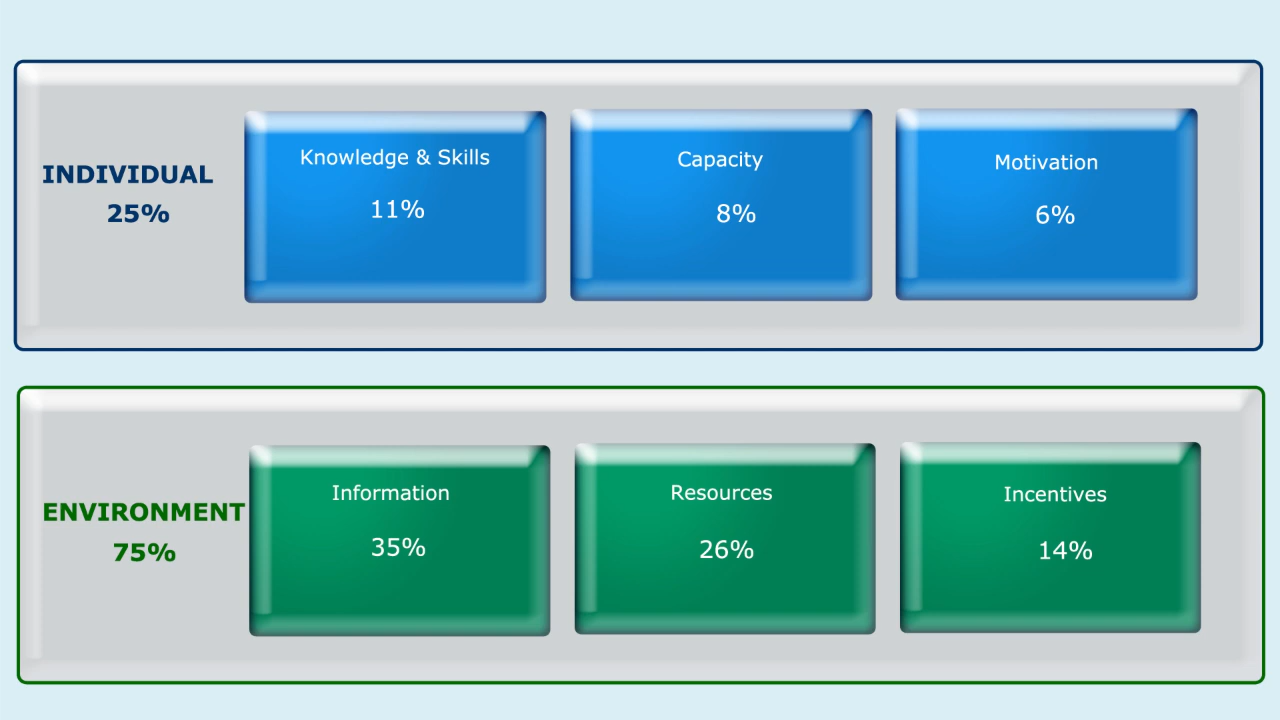 INDIVIDUAL
25%
Knowledge & Skills
11%
Capacity
8%
Motivation
6%
ENVIRONMENT
75%
Information
35%
Resources
26%
Incentives
14%